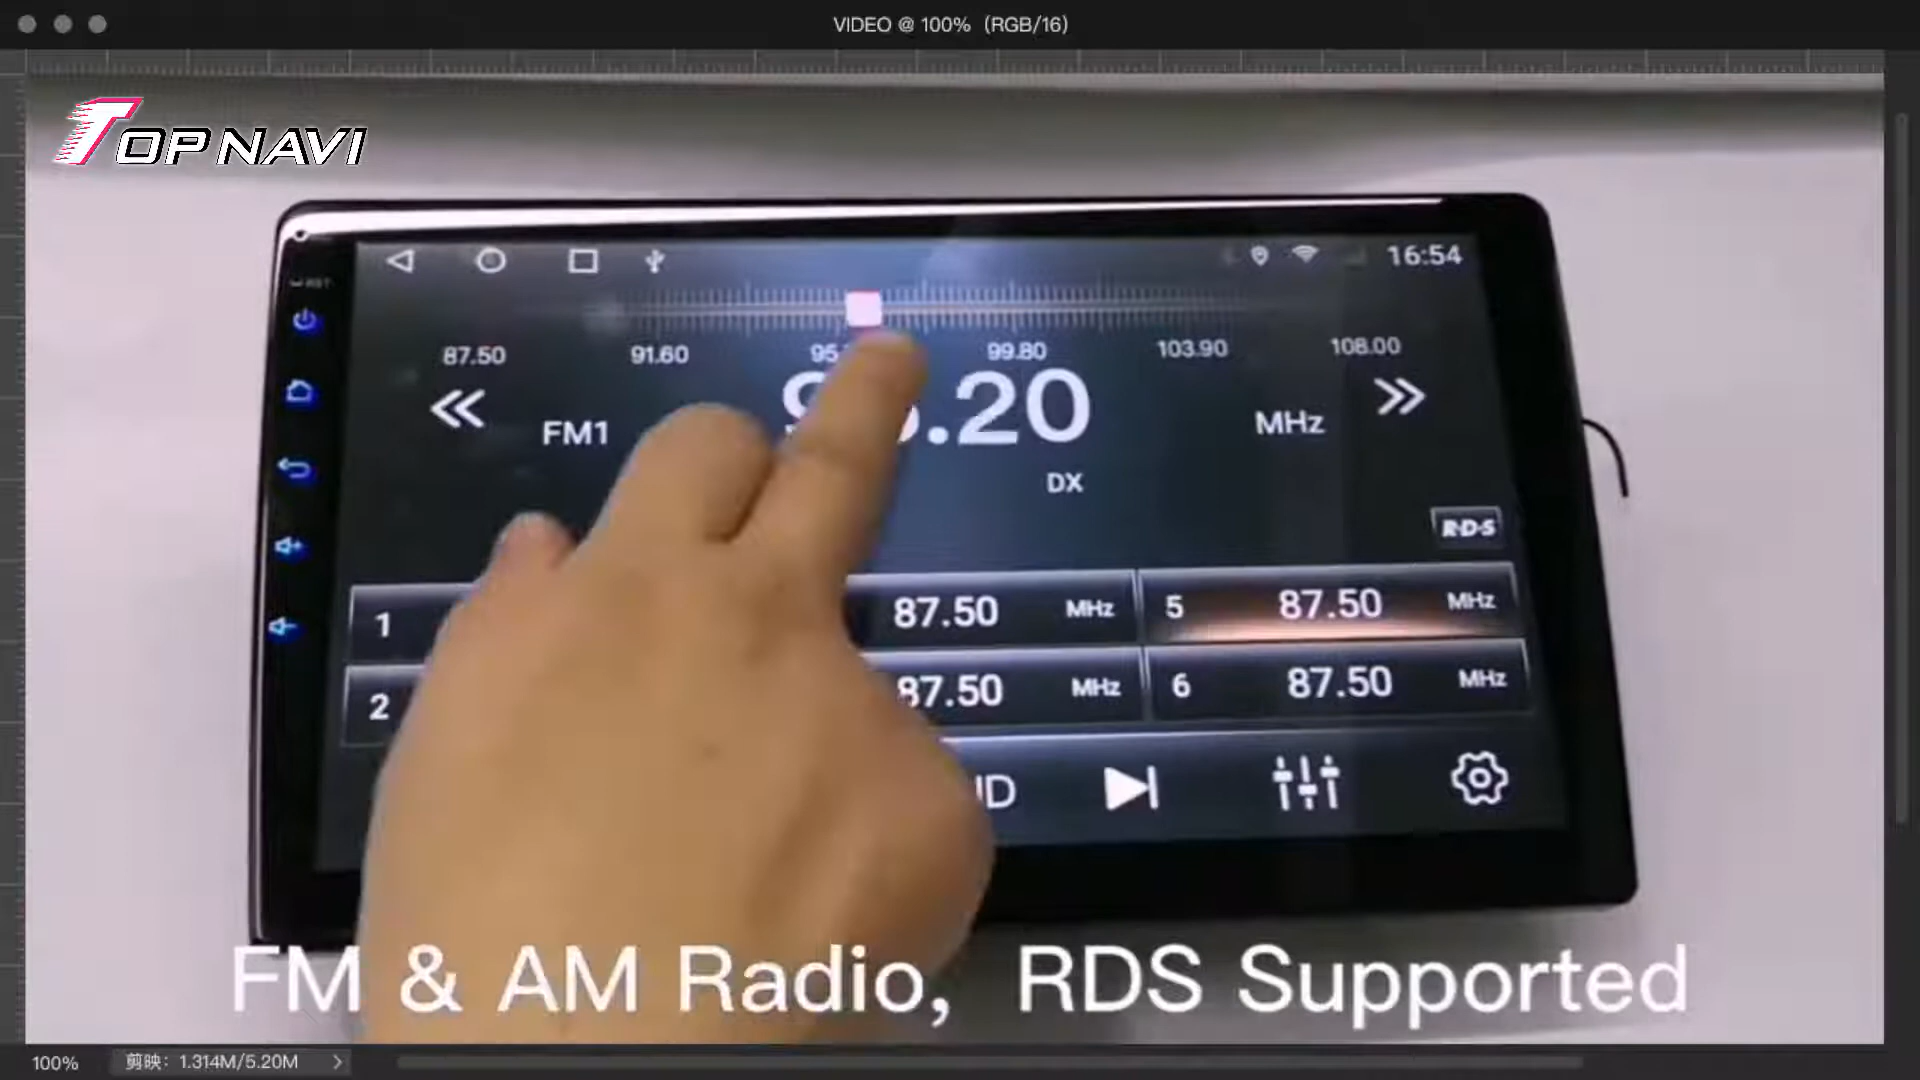 VIDEO @ 100% (RGB/16)
TOPNAVI
16:54
87.50 91.60 99.80 103.90 108.00
FM1 .20 MHz
DX
R·D·S
1 87.50 MHz 5 87.50 MHz
2 87.50 MHz 6 87.50 MHz
FM & AM Radio, RDS Supported
100% 剪映: 1.314M/5.20M